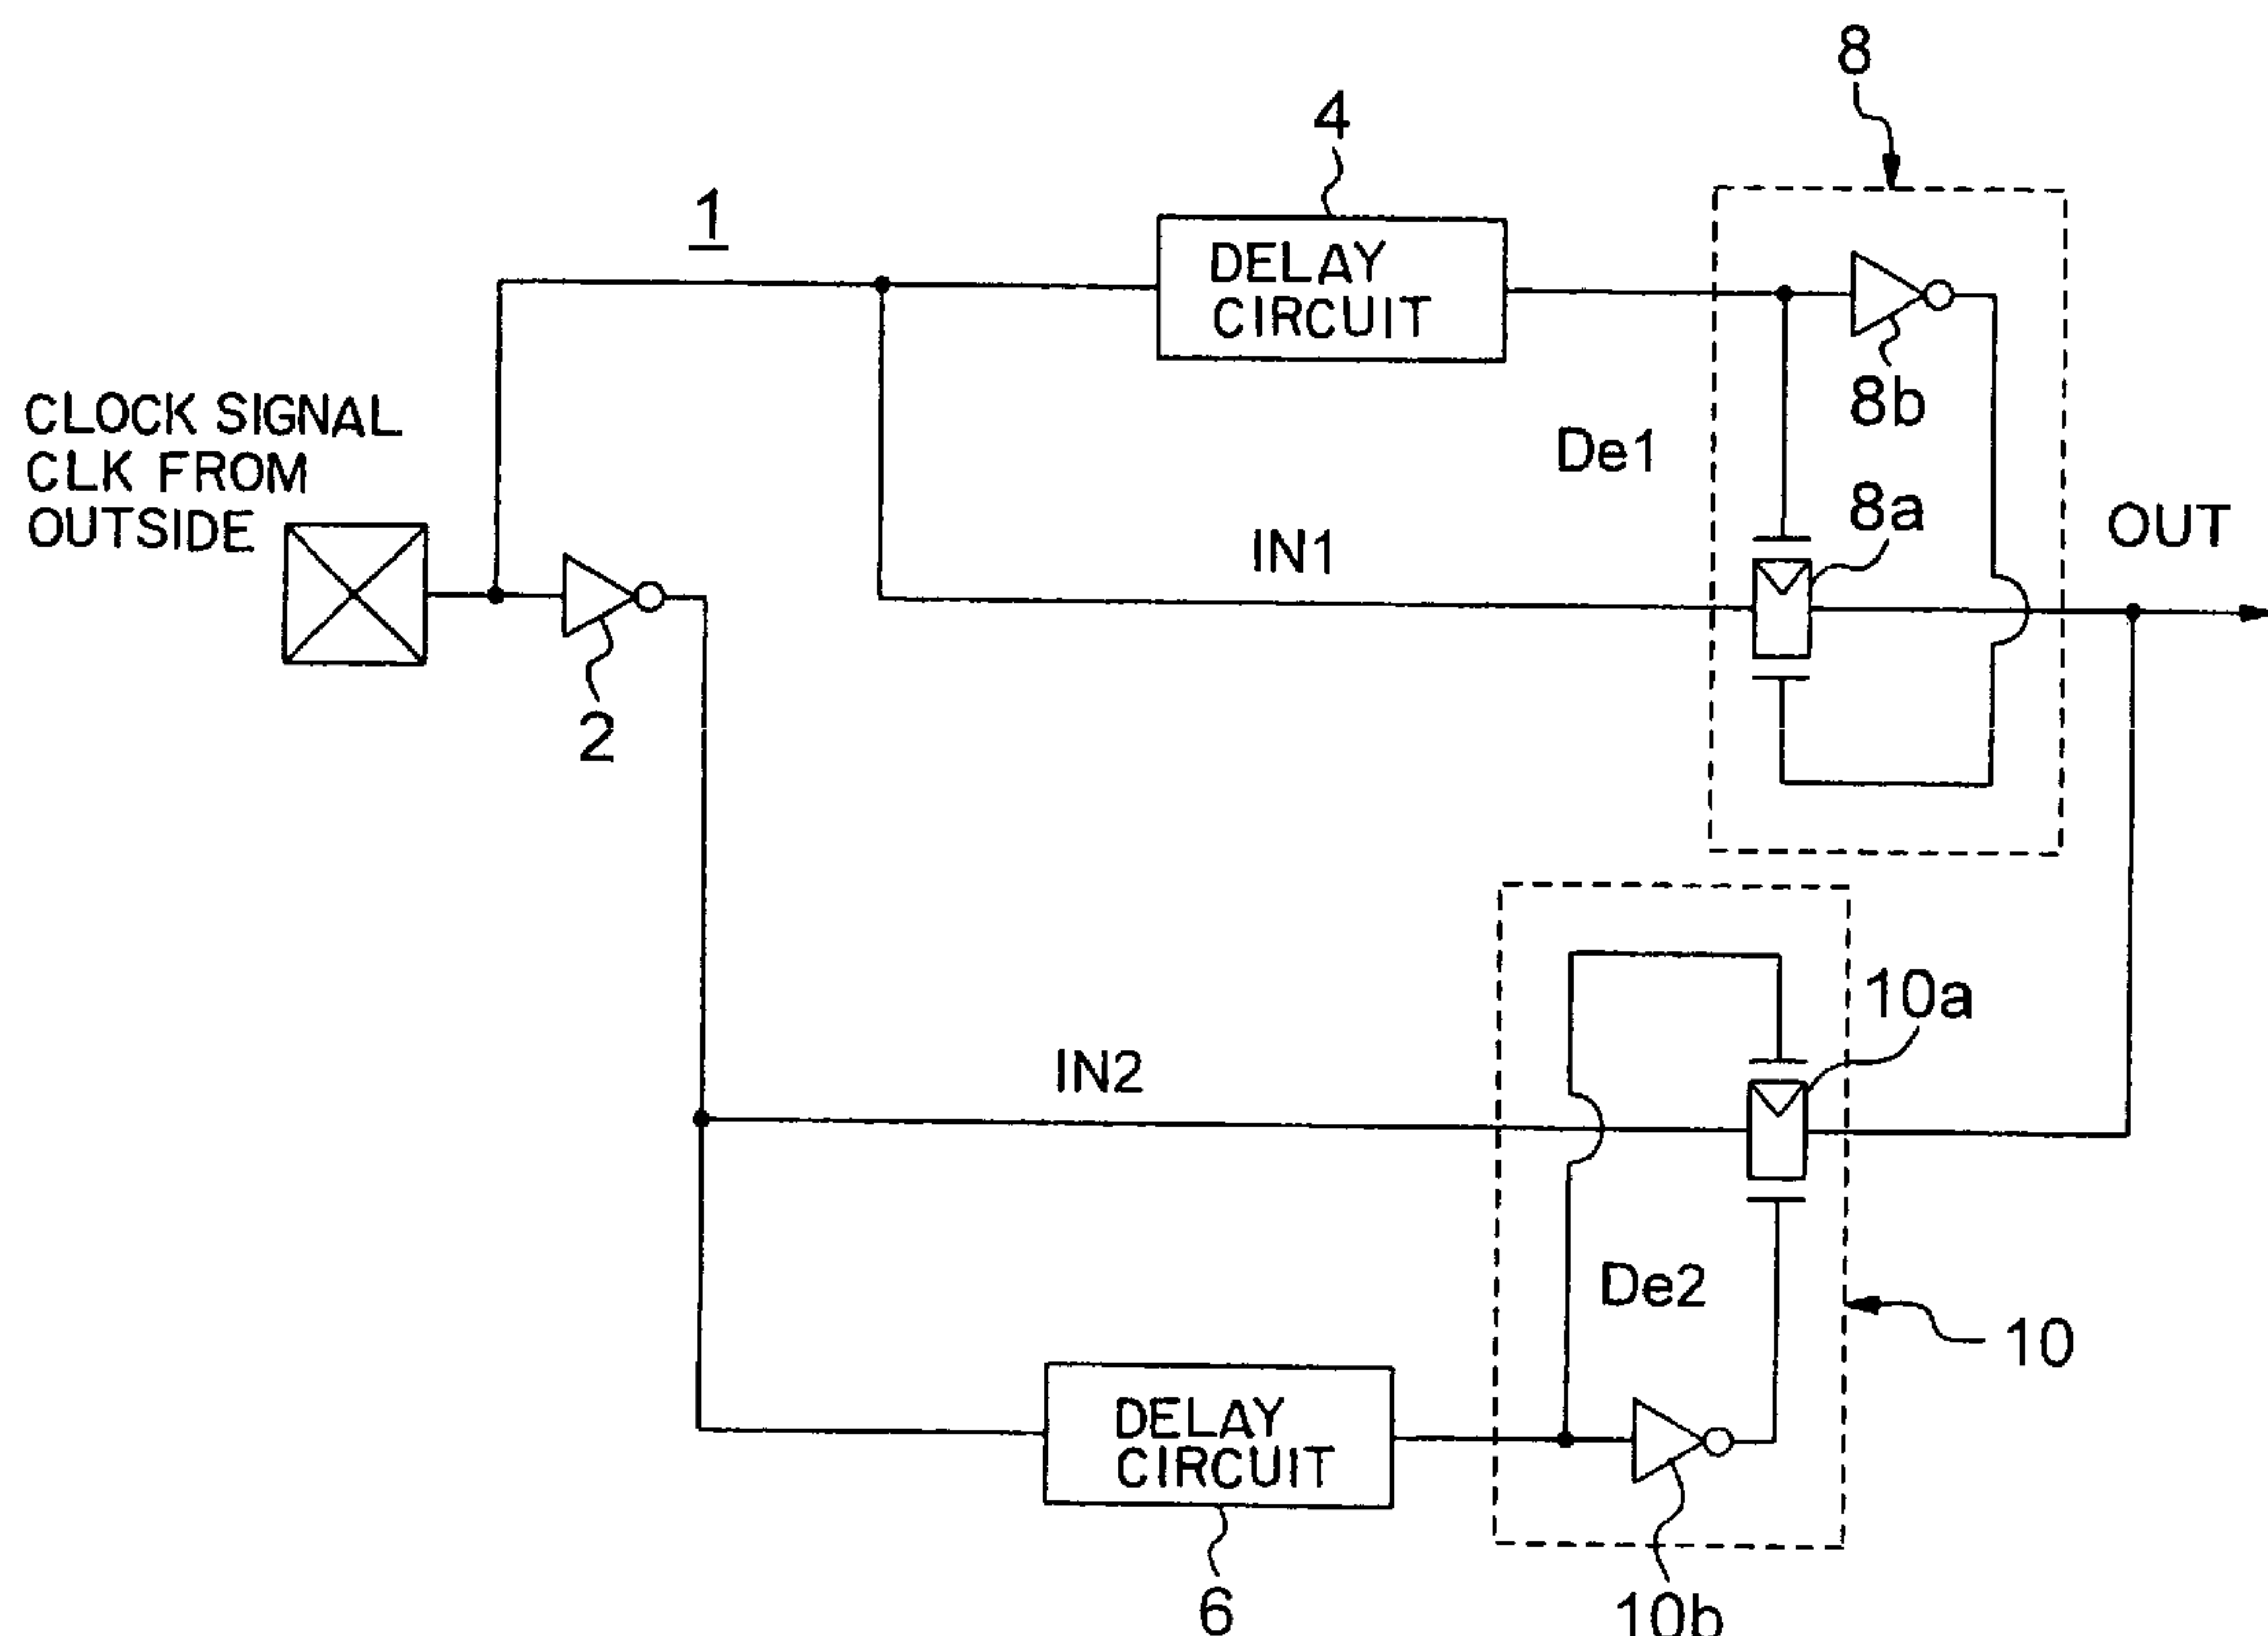 8
4
1
DELAY
CIRCUIT
CLOCK SIGNAL
CLK FROM
OUTSIDE
8b
De1
8a
OUT
IN1
2
10a
IN2
De2
10
DELAY
CIRCUIT
6
10b